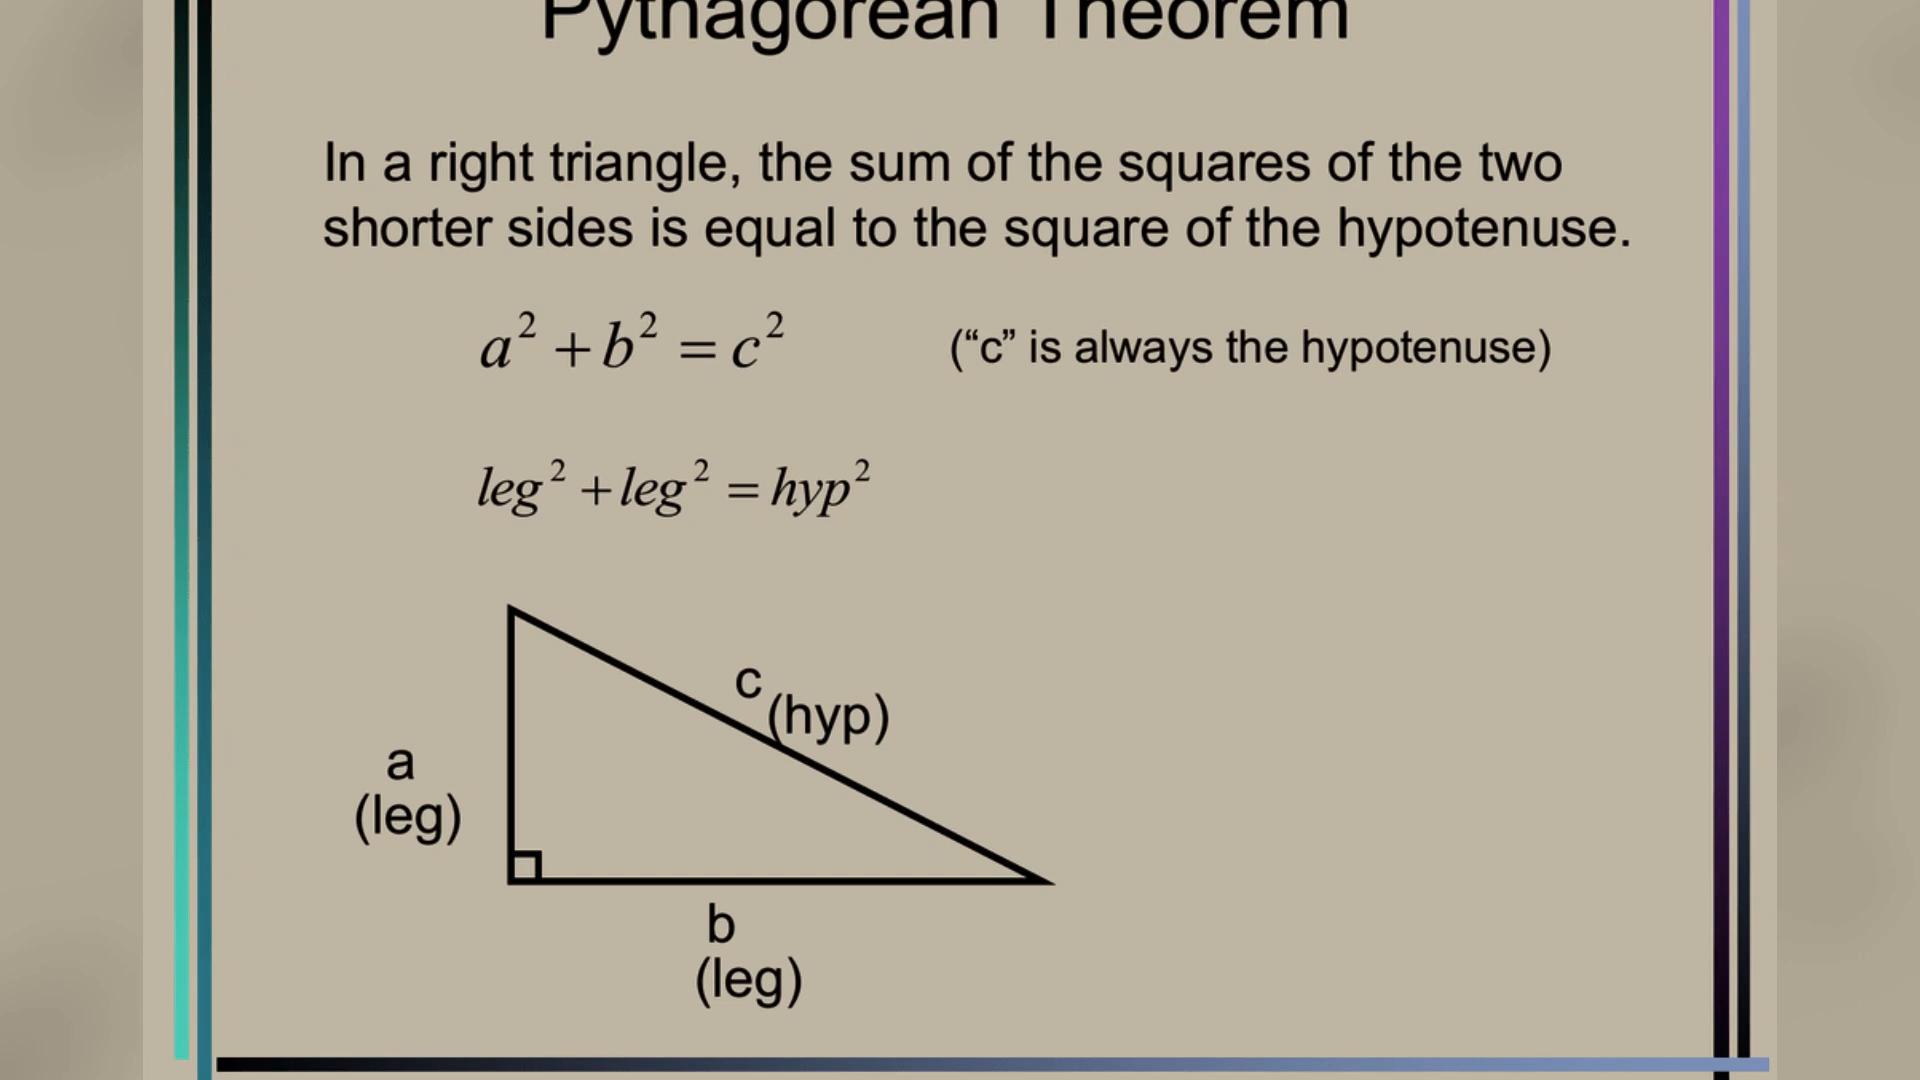 Pythagorean Theorem
In a right triangle, the sum of the squares of the two
shorter sides is equal to the square of the hypotenuse.
a² + b² = c² (“c” is always the hypotenuse)
leg² + leg² = hyp²
c
(hyp)
a
(leg)
b
(leg)